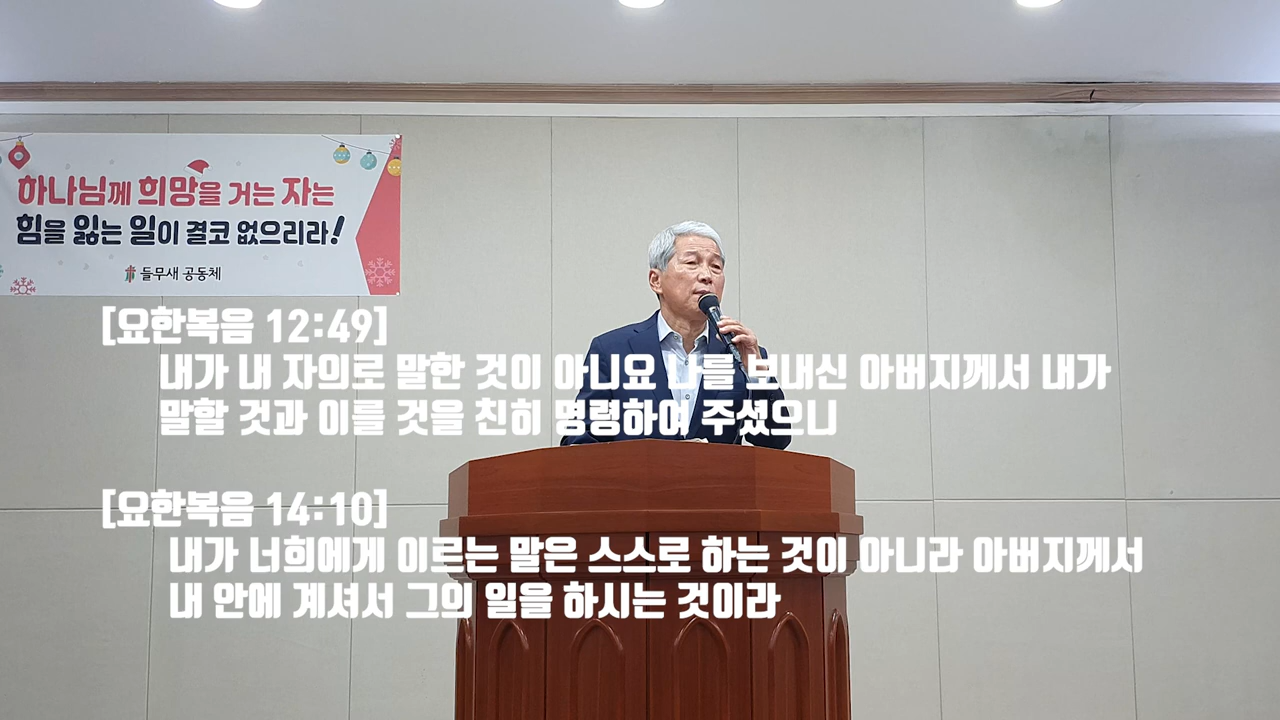 하나님께 희망을 거는 자는
힘을 잃는 일이 결코 없으리라!
들무새 공동체
[요한복음 12:49]
내가 내 자의로 말한 것이 아니요 나를 보내신 아버지께서 내가
말할 것과 이를 것을 친히 명령하여 주셨으니
[요한복음 14:10]
내가 너희에게 이르는 말은 스스로 하는 것이 아니라 아버지께서
내 안에 계셔서 그의 일을 하시는 것이라